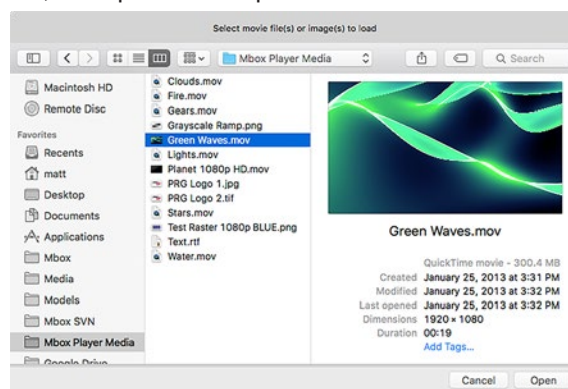 Select movie file(s) or image(s) to load
Mbox Player Media
Search
Macintosh HD
Remote Disc
Favorites
Recents
matt
Desktop
Documents
Applications
Mbox
Media
Models
Mbox SVN
Mbox Player Media
Google Drive
Clouds.mov
Fire.mov
Gears.mov
Grayscale Ramp.png
Green Waves.mov
Lights.mov
Planet 1080p HD.mov
PRG Logo 1.jpg
PRG Logo 2.tif
Stars.mov
Test Raster 1080p BLUE.png
Text.rtf
Water.mov
Green Waves.mov
QuickTime movie - 300.4 MB
Created January 25, 2013 at 3:31 PM
Modified January 25, 2013 at 3:32 PM
Last opened January 25, 2013 at 3:32 PM
Dimensions 1920 × 1080
Duration 00:19
Add Tags...
Cancel Open